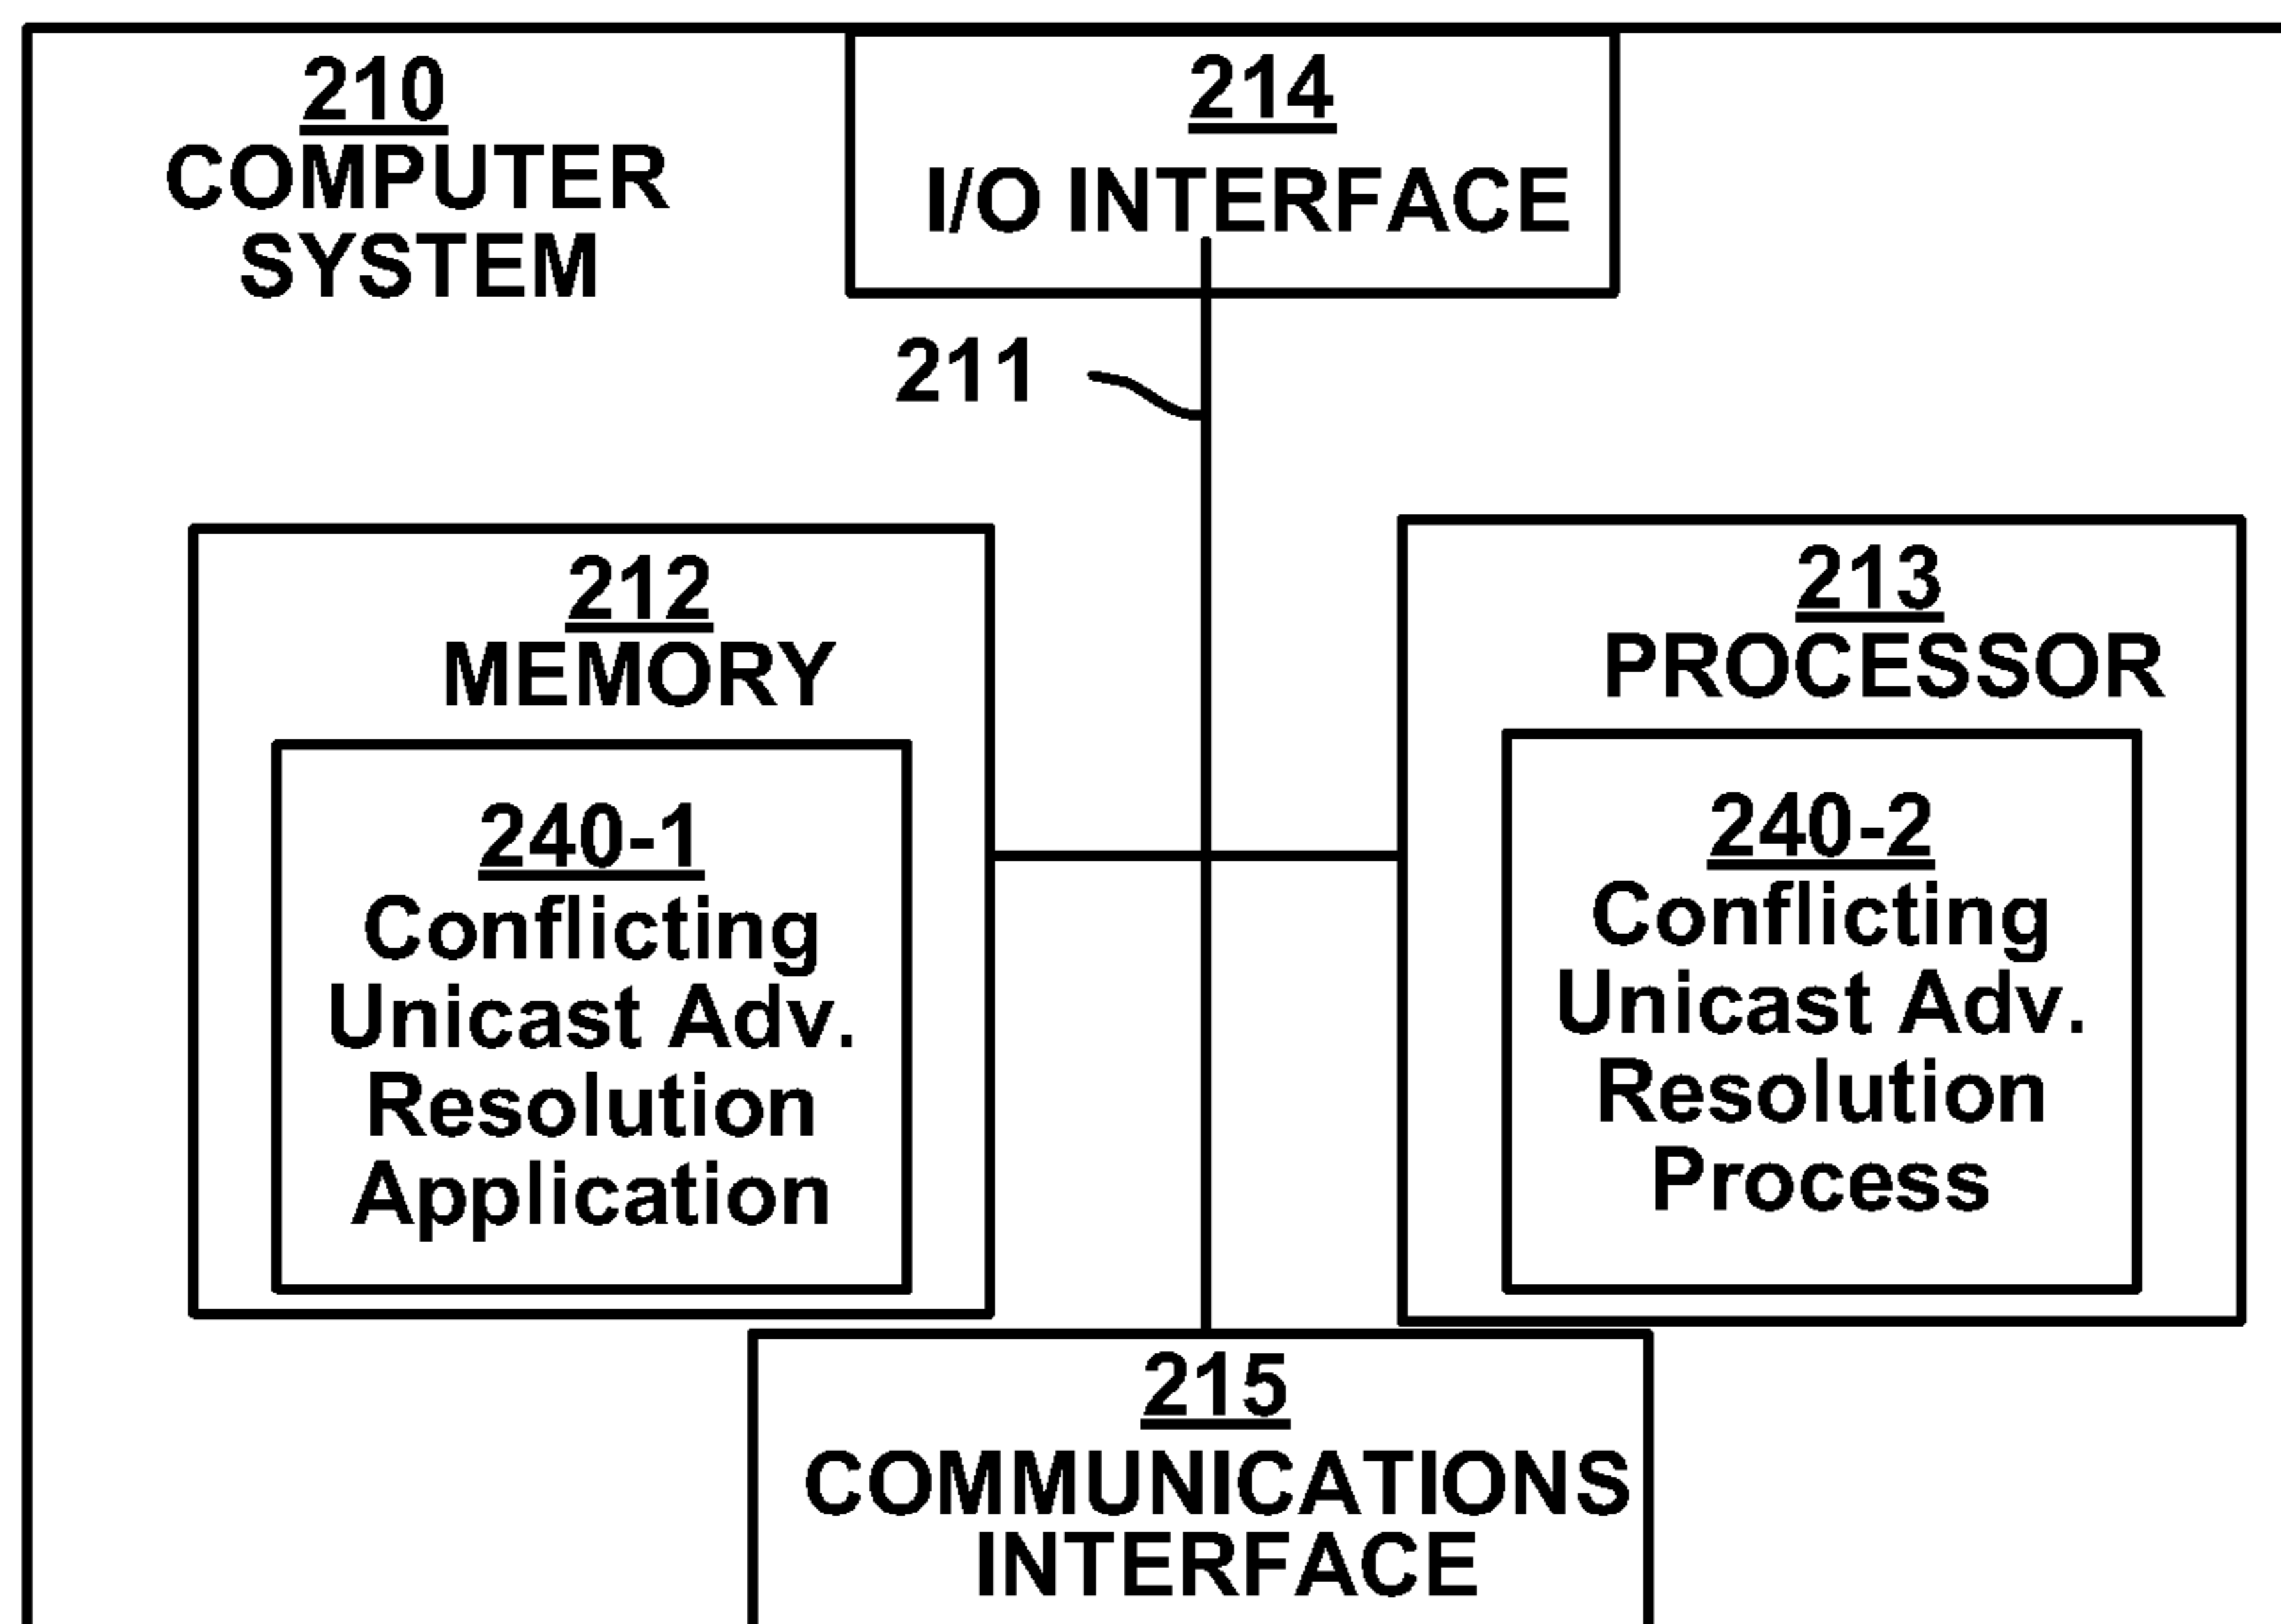 210
COMPUTER
SYSTEM
214
I/O INTERFACE
211
212
MEMORY
240-1
Conflicting
Unicast Adv.
Resolution
Application
213
PROCESSOR
240-2
Conflicting
Unicast Adv.
Resolution
Process
215
COMMUNICATIONS
INTERFACE